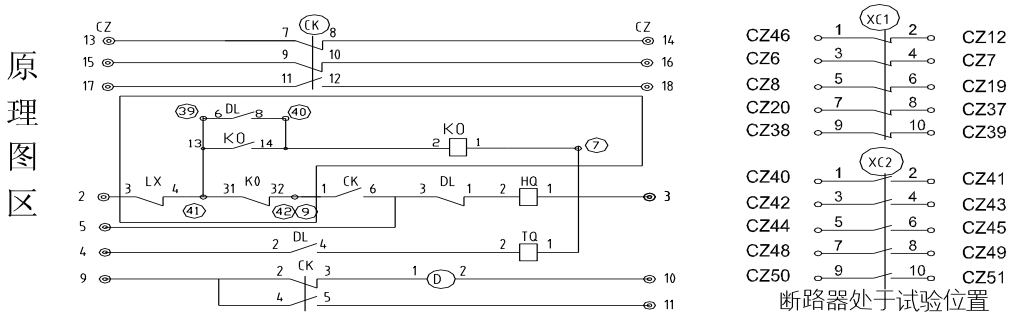 原理图区
CZ CK CZ
13 7 8 14
15 9 10 16
17 11 12 18
39 6 DL 8 40
13 KO 14 2 KO 1 7
2 3 LX 4 31 KO 32 1 CK 6 3 DL 1 2 HQ 1 3
41 42 9
5
4 2 DL 4 2 TQ 1
9 2 CK 3 1 D 2 10
4 5 11
XC1
CZ46 1 2 CZ12
CZ6 3 4 CZ7
CZ8 5 6 CZ19
CZ20 7 8 CZ37
CZ38 9 10 CZ39
XC2
CZ40 1 2 CZ41
CZ42 3 4 CZ43
CZ44 5 6 CZ45
CZ48 7 8 CZ49
CZ50 9 10 CZ51
断路器处于试验位置